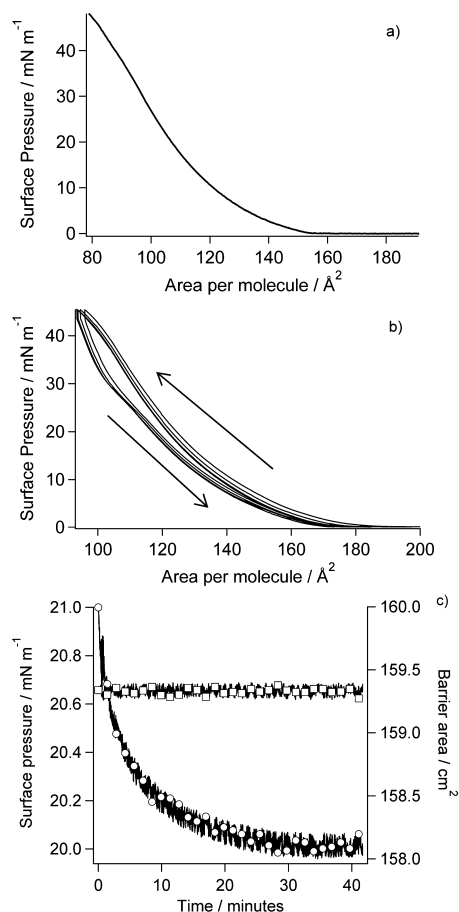 a)
Surface Pressure / mN m⁻¹
40
30
20
10
0
80 100 120 140 160 180
Area per molecule / Å²
b)
Surface Pressure / mN m⁻¹
40
30
20
10
0
100 120 140 160 180 200
Area per molecule / Å²
c)
Surface pressure / mN m⁻¹
21.0
20.8
20.6
20.4
20.2
20.0
160.0
159.5
159.0
158.5
158.0
Barrier area / cm²
0 10 20 30 40
Time / minutes